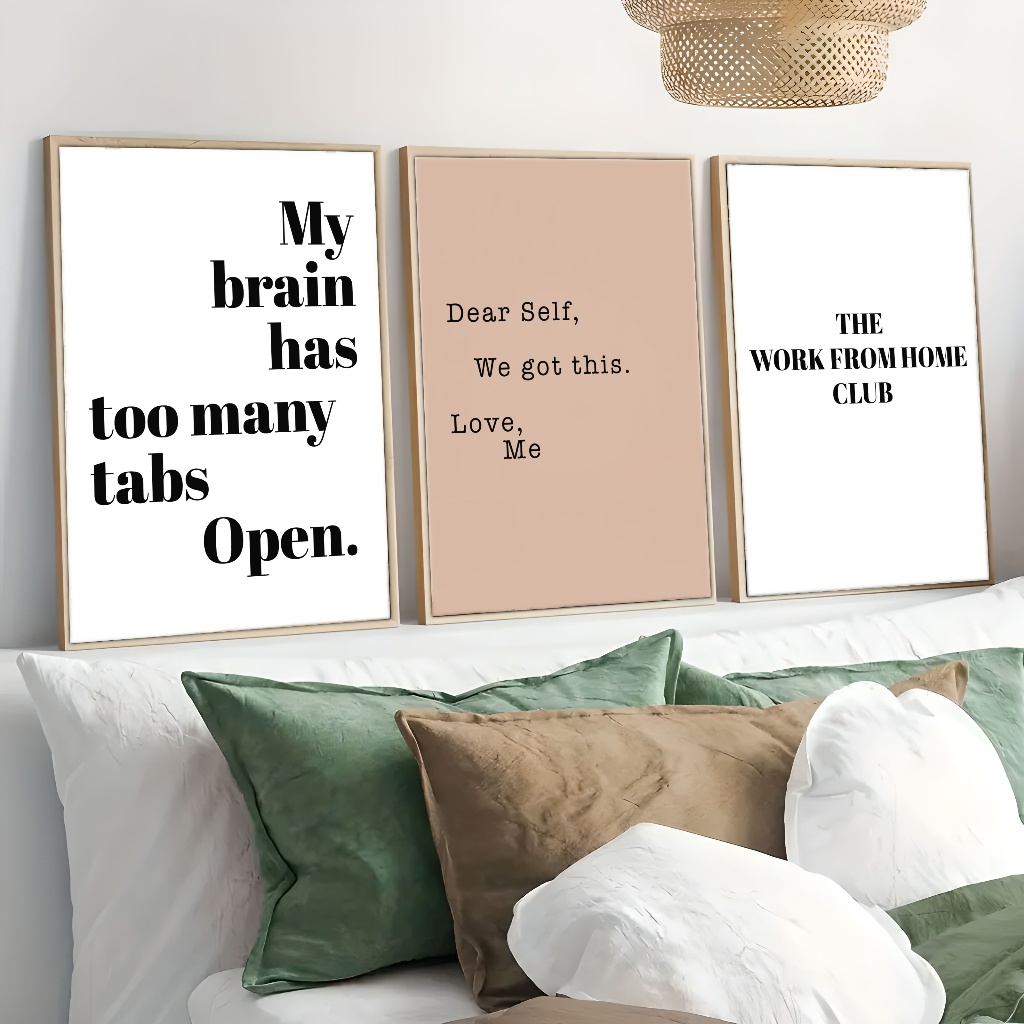 My
brain
has
too many
tabs
Open.
Dear Self,
We got this.
Love,
Me
THE
WORK FROM HOME
CLUB